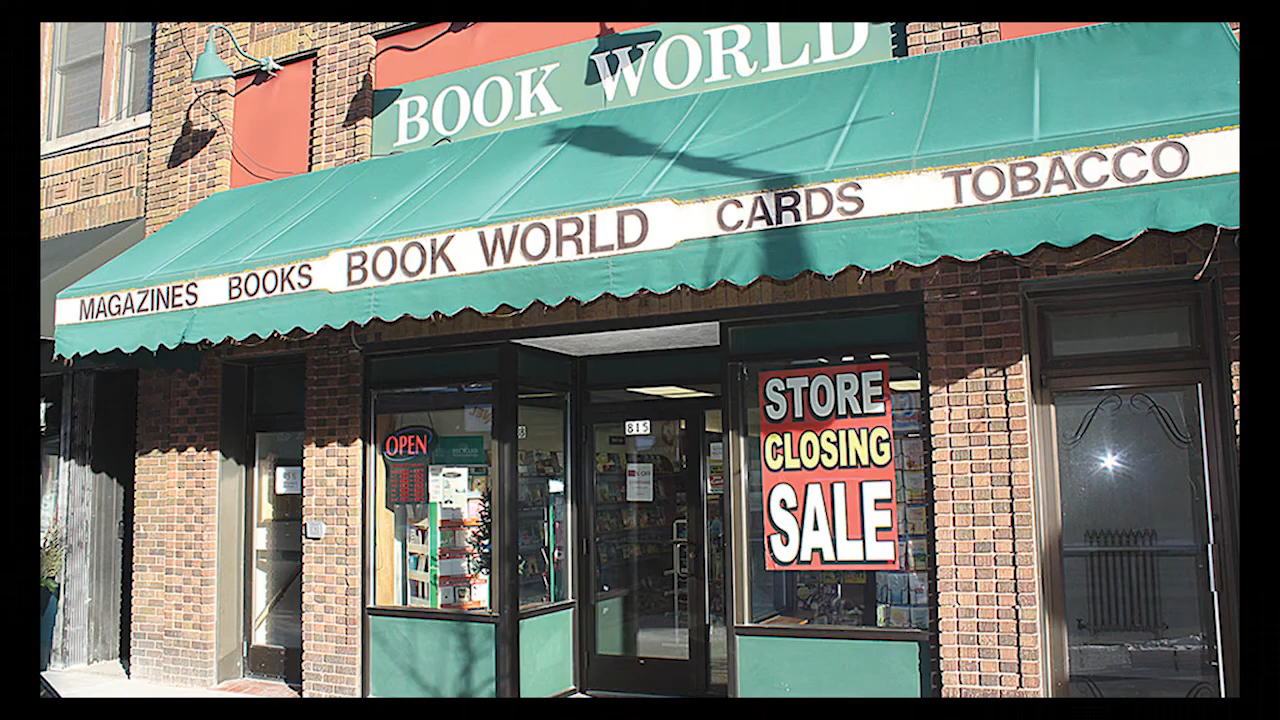 BOOK WORLD
MAGAZINES BOOKS BOOK WORLD CARDS TOBACCO
OPEN
815
STORE
CLOSING
SALE